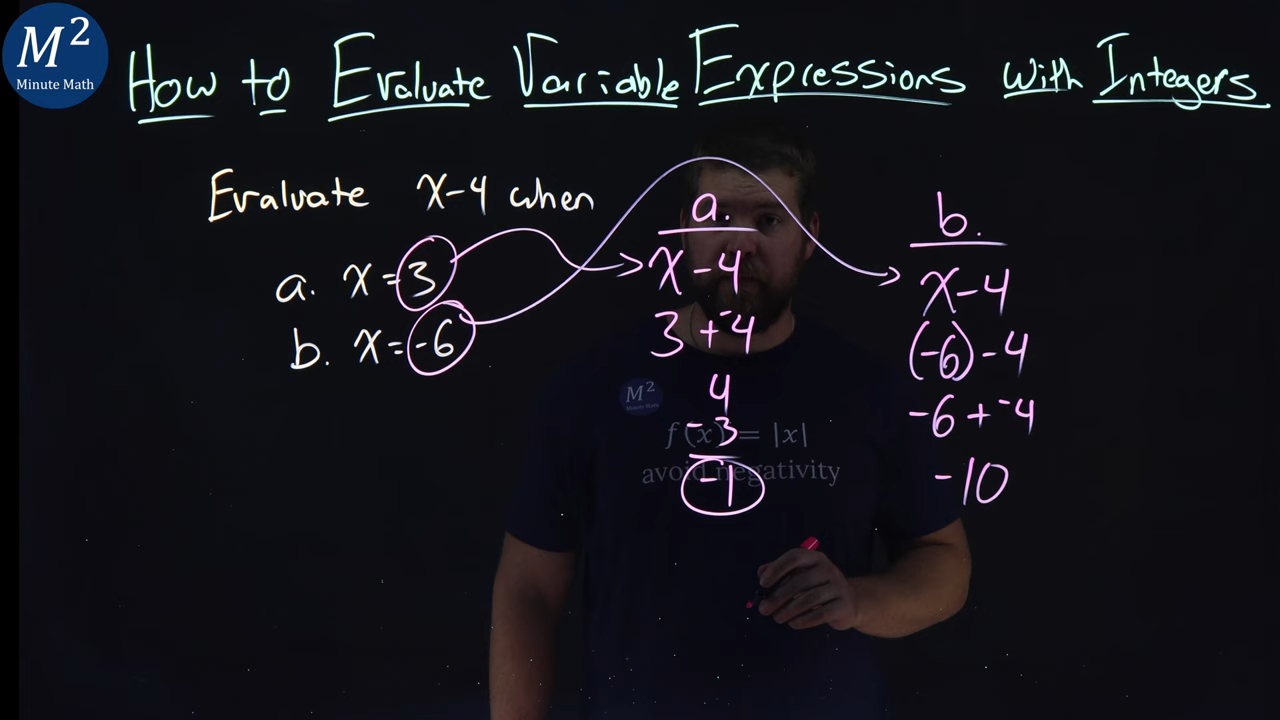 M²
Minute Math
How to Evaluate Variable Expressions with Integers
Evaluate x-4 when
a. x=3
b. x=-6
a.
x-4
3+⁻4
4
-3
-1
b.
x-4
(-6)-4
-6+⁻4
-10
M²
Minute Math
f(x) = |x|
avoid negativity